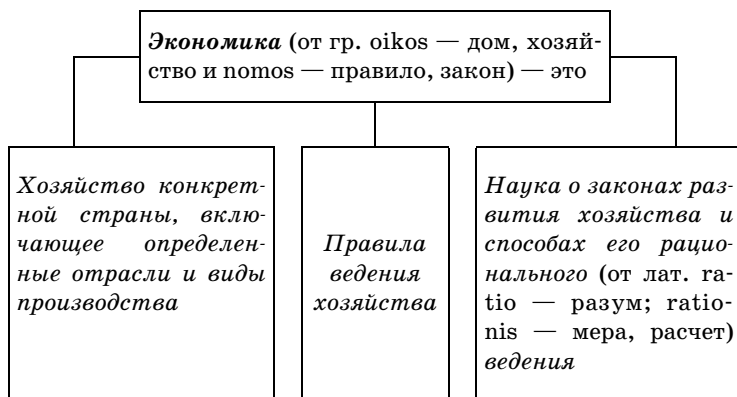 Экономика (от гр. oikos — дом, хозяй-
ство и nomos — правило, закон) — это
Хозяйство конкрет-
ной страны, вклю-
чающее определен-
ные отрасли и виды
производства
Правила
ведения
хозяйства
Наука о законах раз-
вития хозяйства и
способах его рацио-
нального (от лат. ra-
tio — разум; ratio-
nis — мера, расчет)
ведения